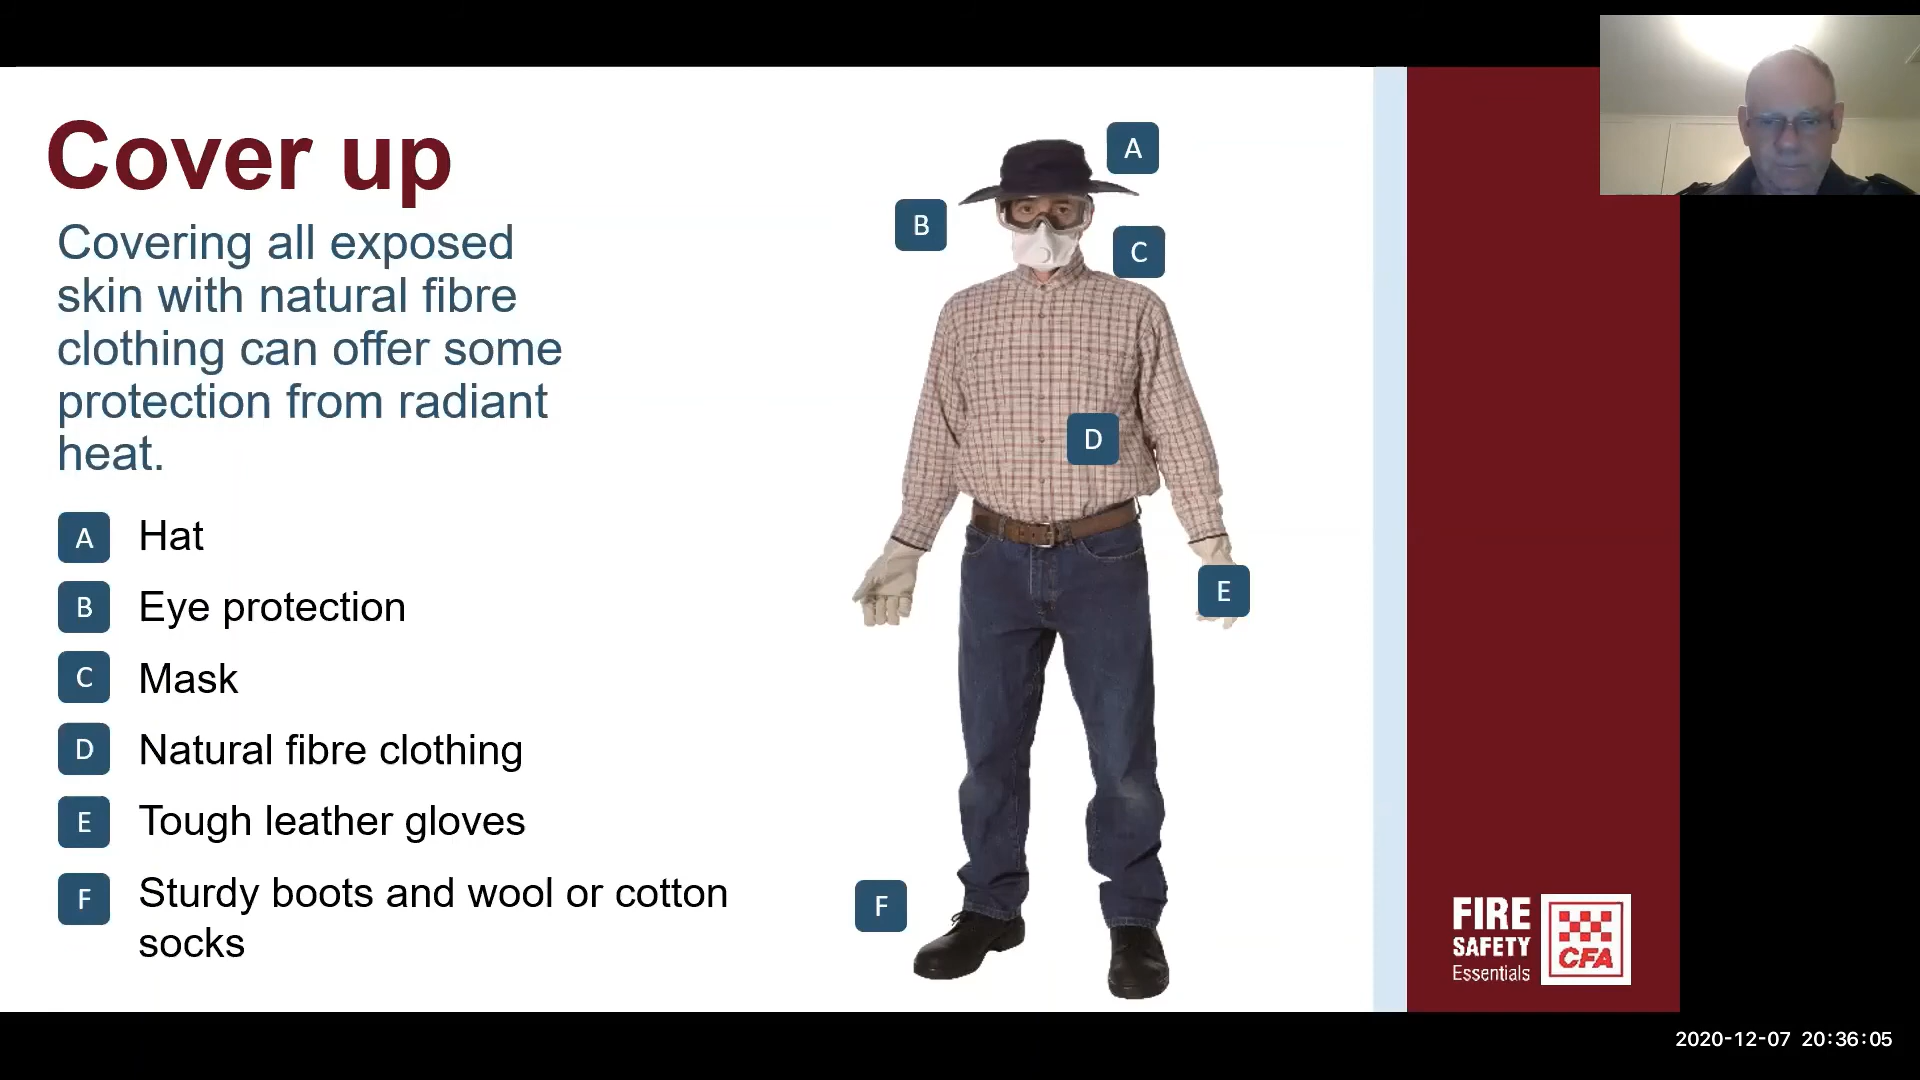 Cover up
Covering all exposed
skin with natural fibre
clothing can offer some
protection from radiant
heat.
A Hat
B Eye protection
C Mask
D Natural fibre clothing
E Tough leather gloves
F Sturdy boots and wool or cotton
socks
A
B
C
D
E
F
FIRE
SAFETY
Essentials
CFA
2020-12-07 20:36:05